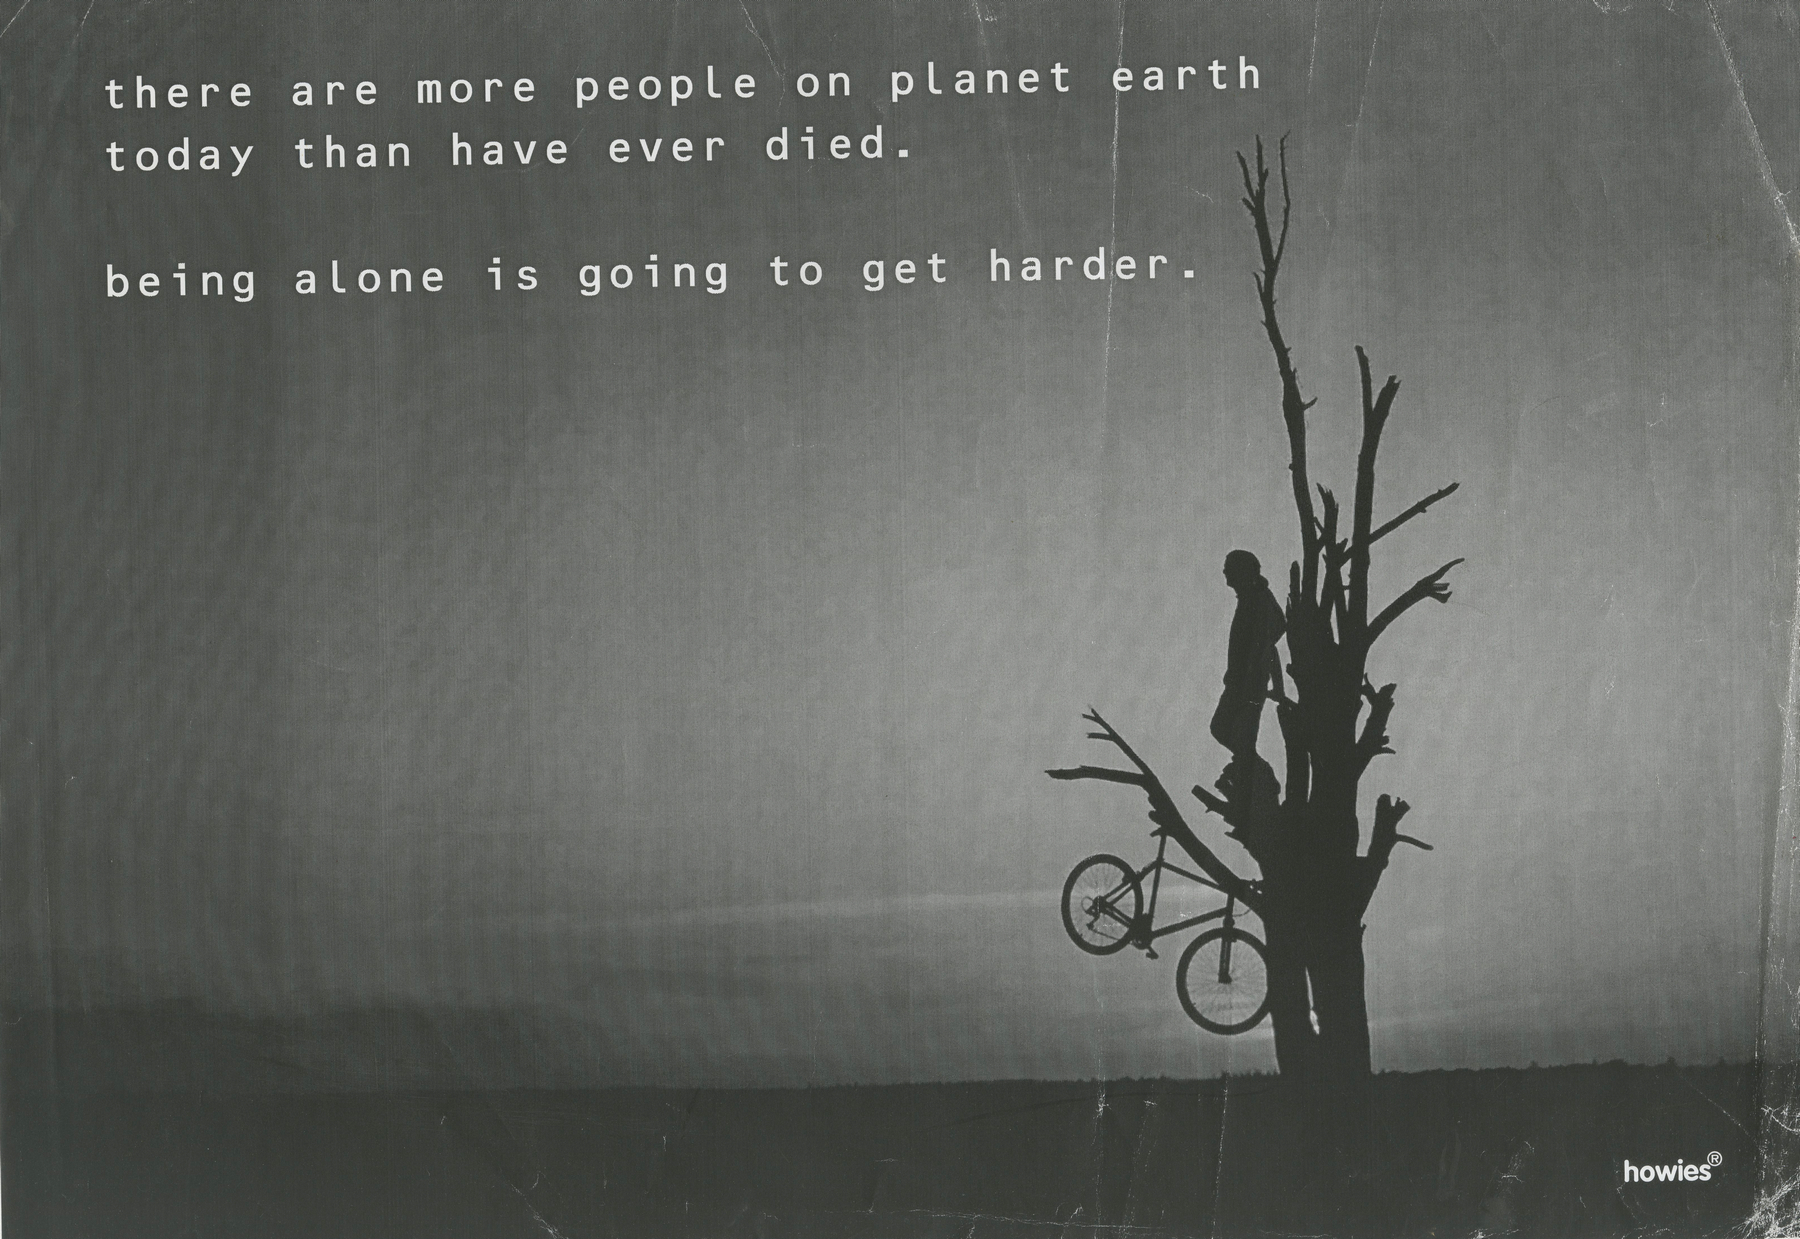 there are more people on planet earth
today than have ever died.
being alone is going to get harder.
howies®